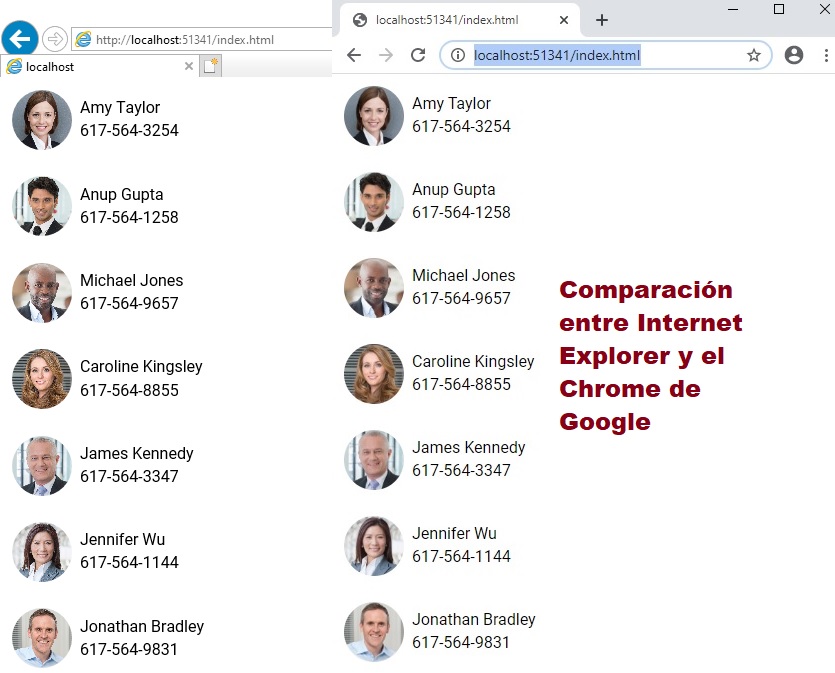 http://localhost:51341/index.html
localhost
Amy Taylor
617-564-3254
Anup Gupta
617-564-1258
Michael Jones
617-564-9657
Caroline Kingsley
617-564-8855
James Kennedy
617-564-3347
Jennifer Wu
617-564-1144
Jonathan Bradley
617-564-9831
localhost:51341/index.html
localhost:51341/index.html
Amy Taylor
617-564-3254
Anup Gupta
617-564-1258
Michael Jones
617-564-9657
Caroline Kingsley
617-564-8855
James Kennedy
617-564-3347
Jennifer Wu
617-564-1144
Jonathan Bradley
617-564-9831
Comparación
entre Internet
Explorer y el
Chrome de
Google